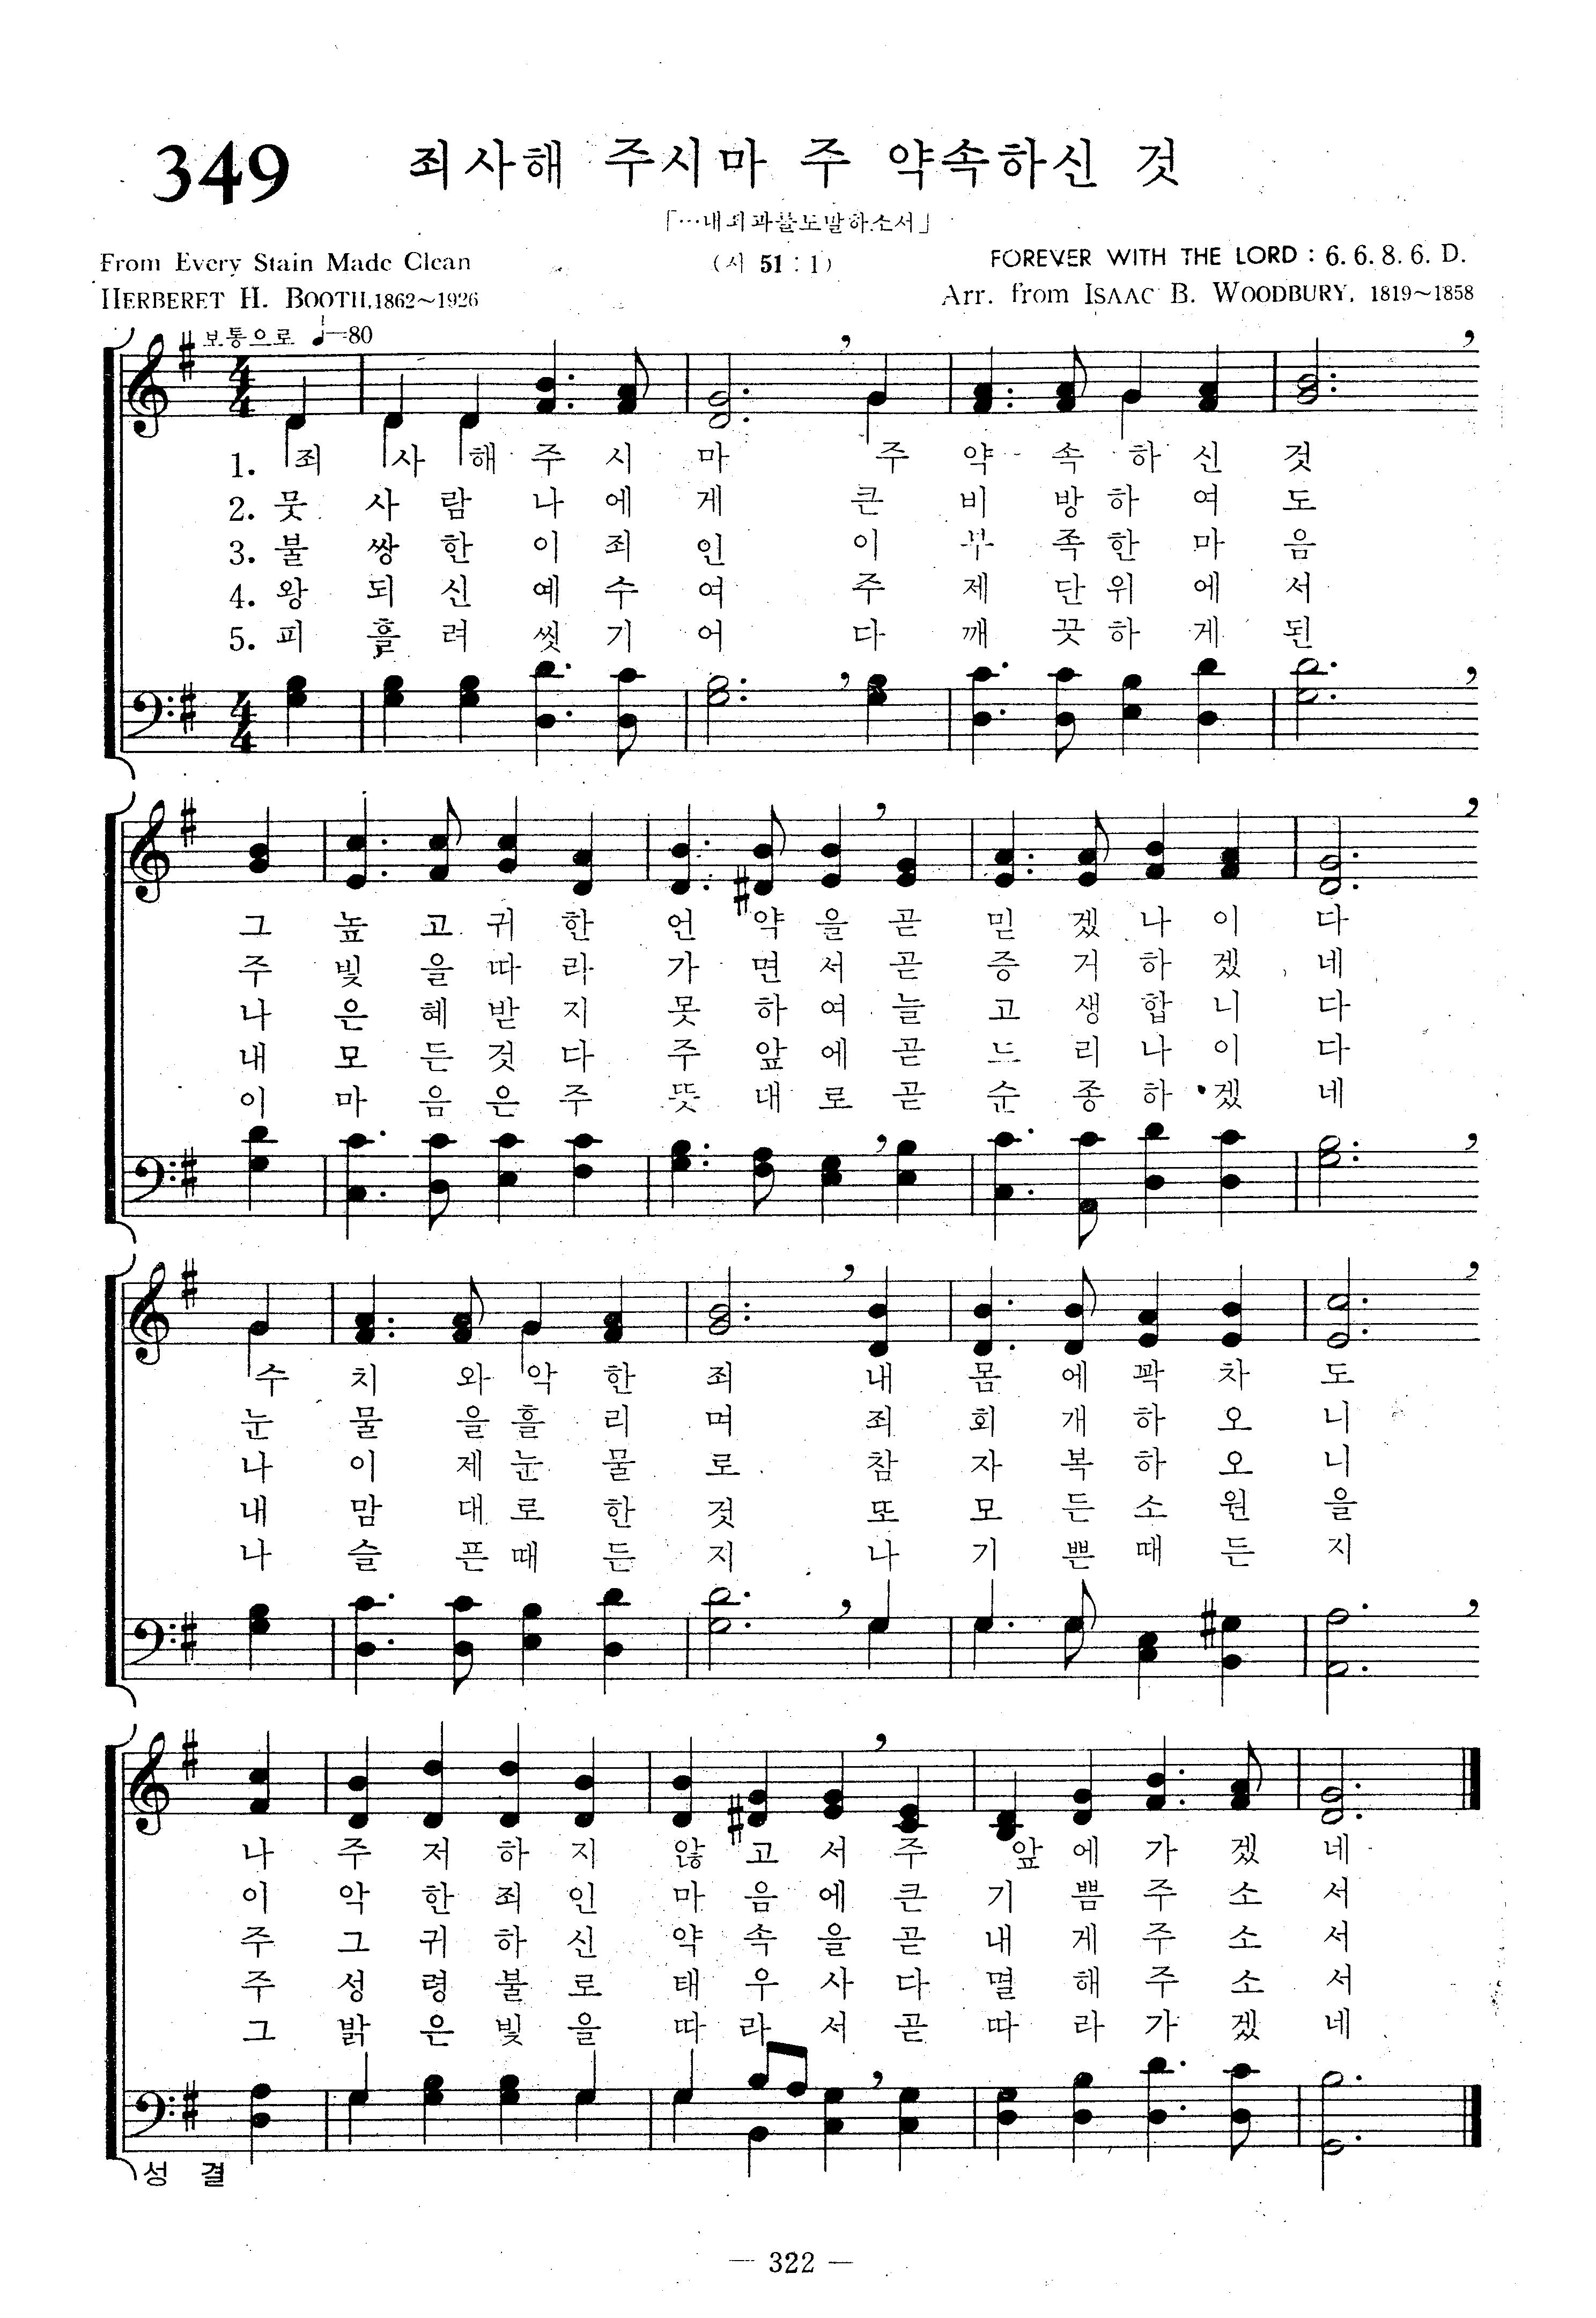 349 죄사해 주시마 주 약속하신 것
「…내죄과를도말하소서」
From Every Stain Made Clean (시 51 : 1) FOREVER WITH THE LORD : 6. 6. 8. 6. D.
HERBERET H. BOOTH, 1862~1926 Arr. from ISAAC B. WOODBURY, 1819~1858
보통으로 ♩=80
4/4
1. 죄 사 해 주 시 마 주 약 속 하 신 것
2. 뭇 사 람 나 에 게 큰 비 방 하 여 도
3. 불 쌍 한 이 죄 인 이 부 족 한 마 음
4. 왕 되 신 예 수 여 주 제 단 위 에 서
5. 피 흘 려 씻 기 어 다 깨 끗 하 게 된
4/4
그 높 고 귀 한 언 약 을 곧 믿 겠 나 이 다
주 빛 을 따 라 가 면 서 곧 증 거 하 겠 네
나 은 혜 받 지 못 하 여 늘 고 생 합 니 다
내 모 든 것 다 주 앞 에 곧 드 리 나 이 다
이 마 음 은 주 뜻 대 로 곧 순 종 하 겠 네
수 치 와 악 한 죄 내 몸 에 꽉 차 도
눈 물 을 흘 리 며 죄 회 개 하 오 니
나 이 제 눈 물 로 참 자 복 하 오 니
내 맘 대 로 한 것 또 모 든 소 원 을
나 슬 픈 때 든 지 나 기 쁜 때 든 지
나 주 저 하 지 않 고 서 주 앞 에 가 겠 네
이 악 한 죄 인 마 음 에 큰 기 쁨 주 소 서
주 그 귀 하 신 약 속 을 곧 내 게 주 소 서
주 성 령 불 로 태 우 사 다 멸 해 주 소 서
그 밝 은 빛 을 따 라 서 곧 따 라 가 겠 네
성 결
— 322 —